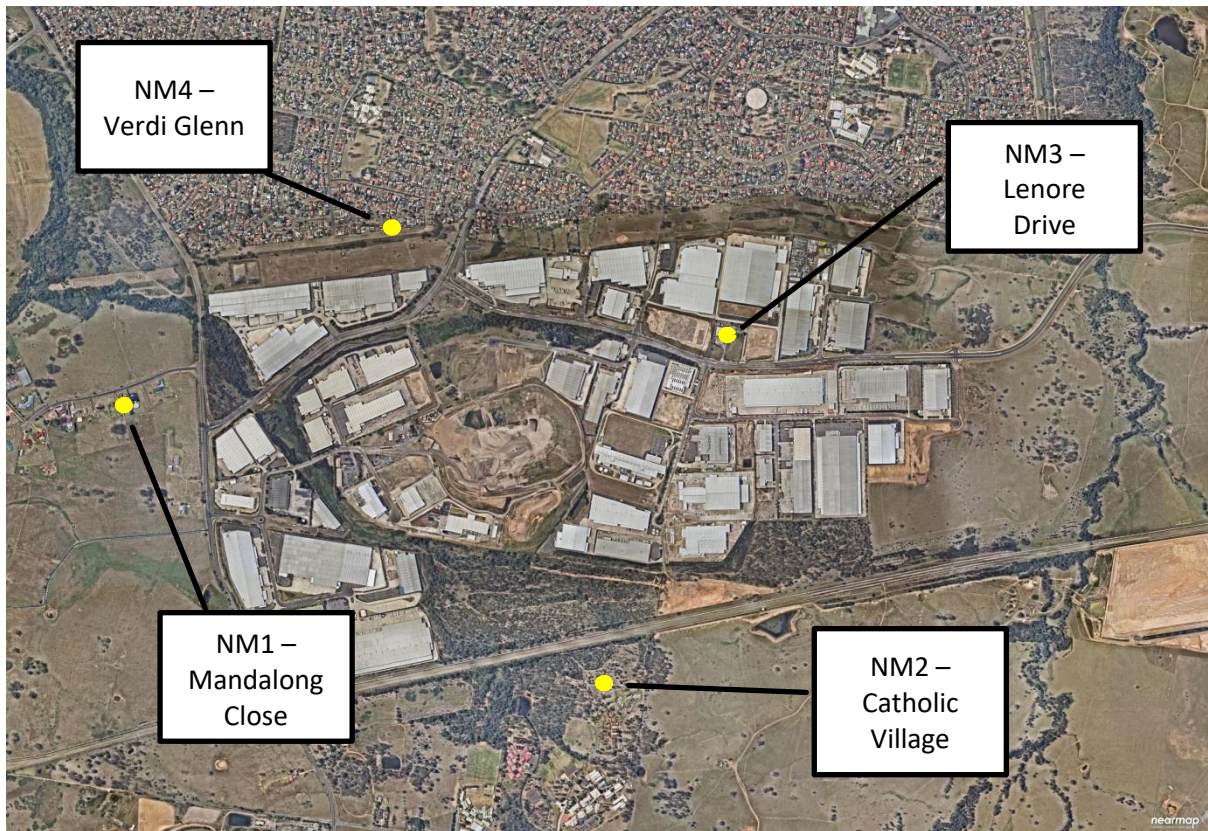 NM4 –
Verdi Glenn
NM3 –
Lenore
Drive
NM1 –
Mandalong
Close
NM2 –
Catholic
Village
nearmap